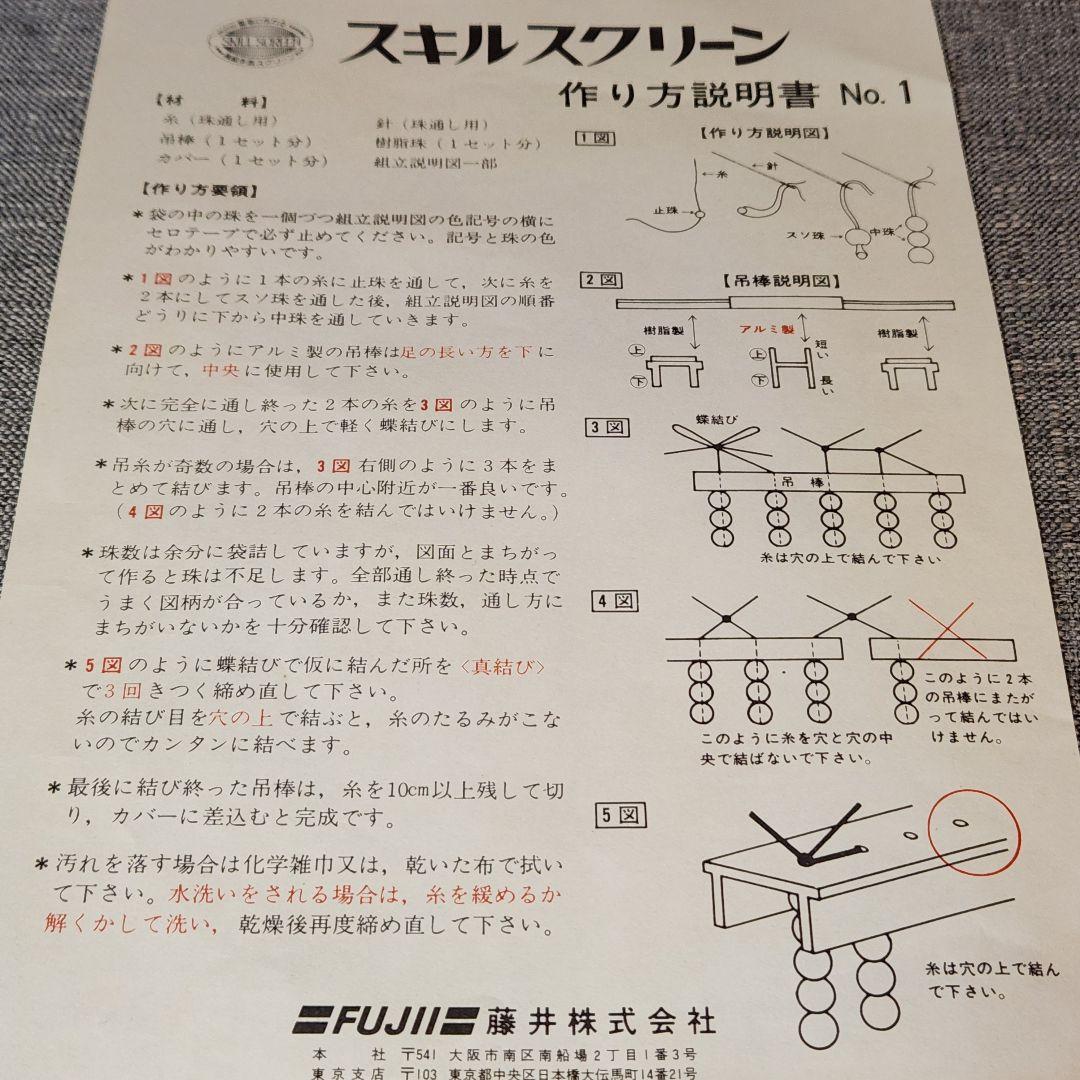 SKILL SCREEN
スキルスクリーン
作り方説明書 No. 1
【材　　料】
糸(珠通し用)　針(珠通し用)
吊棒(1セット分)　樹脂珠(1セット分)
カバー(1セット分)　組立説明図一部
【作り方要領】
*袋の中の珠を一個づつ組立説明図の色記号の横に
セロテープで必ず止めてください。記号と珠の色
がわかりやすいです。
*1図のように1本の糸に止珠を通して,次に糸を
2本にしてスソ珠を通した後,組立説明図の順番
どうりに下から中珠を通していきます。
*2図のようにアルミ製の吊棒は足の長い方を下に
向けて,中央に使用して下さい。
*次に完全に通し終った2本の糸を3図のように吊
棒の穴に通し,穴の上で軽く蝶結びにします。
*吊糸が奇数の場合は,3図右側のように3本をま
とめて結びます。吊棒の中心附近が一番良いです。
(4図のように2本の糸を結んではいけません。)
*珠数は余分に袋詰していますが,図面とまちがっ
て作ると珠は不足します。全部通し終った時点で
うまく図柄が合っているか,また珠数,通し方に
まちがいないかを十分確認して下さい。
*5図のように蝶結びで仮に結んだ所を〈真結び〉
で3回きつく締め直して下さい。
糸の結び目を穴の上で結ぶと,糸のたるみがこな
いのでカンタンに結べます。
*最後に結び終った吊棒は,糸を10cm以上残して切
り,カバーに差込むと完成です。
*汚れを落す場合は化学雑巾又は,乾いた布で拭い
て下さい。水洗いをされる場合は,糸を緩めるか
解くかして洗い,乾燥後再度締め直して下さい。
1図
【作り方説明図】
糸
針
止珠
スソ珠
中珠
2図
【吊棒説明図】
樹脂製
アルミ製
樹脂製
上
下
上
下
短い
長い
3図
蝶結び
吊棒
糸は穴の上で結んで下さい
4図
このように糸を穴と穴の中
央で結ばないで下さい。
このように2本
の吊棒にまたが
って結んではい
けません。
5図
糸は穴の上で結ん
で下さい。
FUJII 藤井株式会社
本　　社 〒541 大阪市南区南船場2丁目1番3号
東京支店 〒103 東京都中央区日本橋大伝馬町14番21号